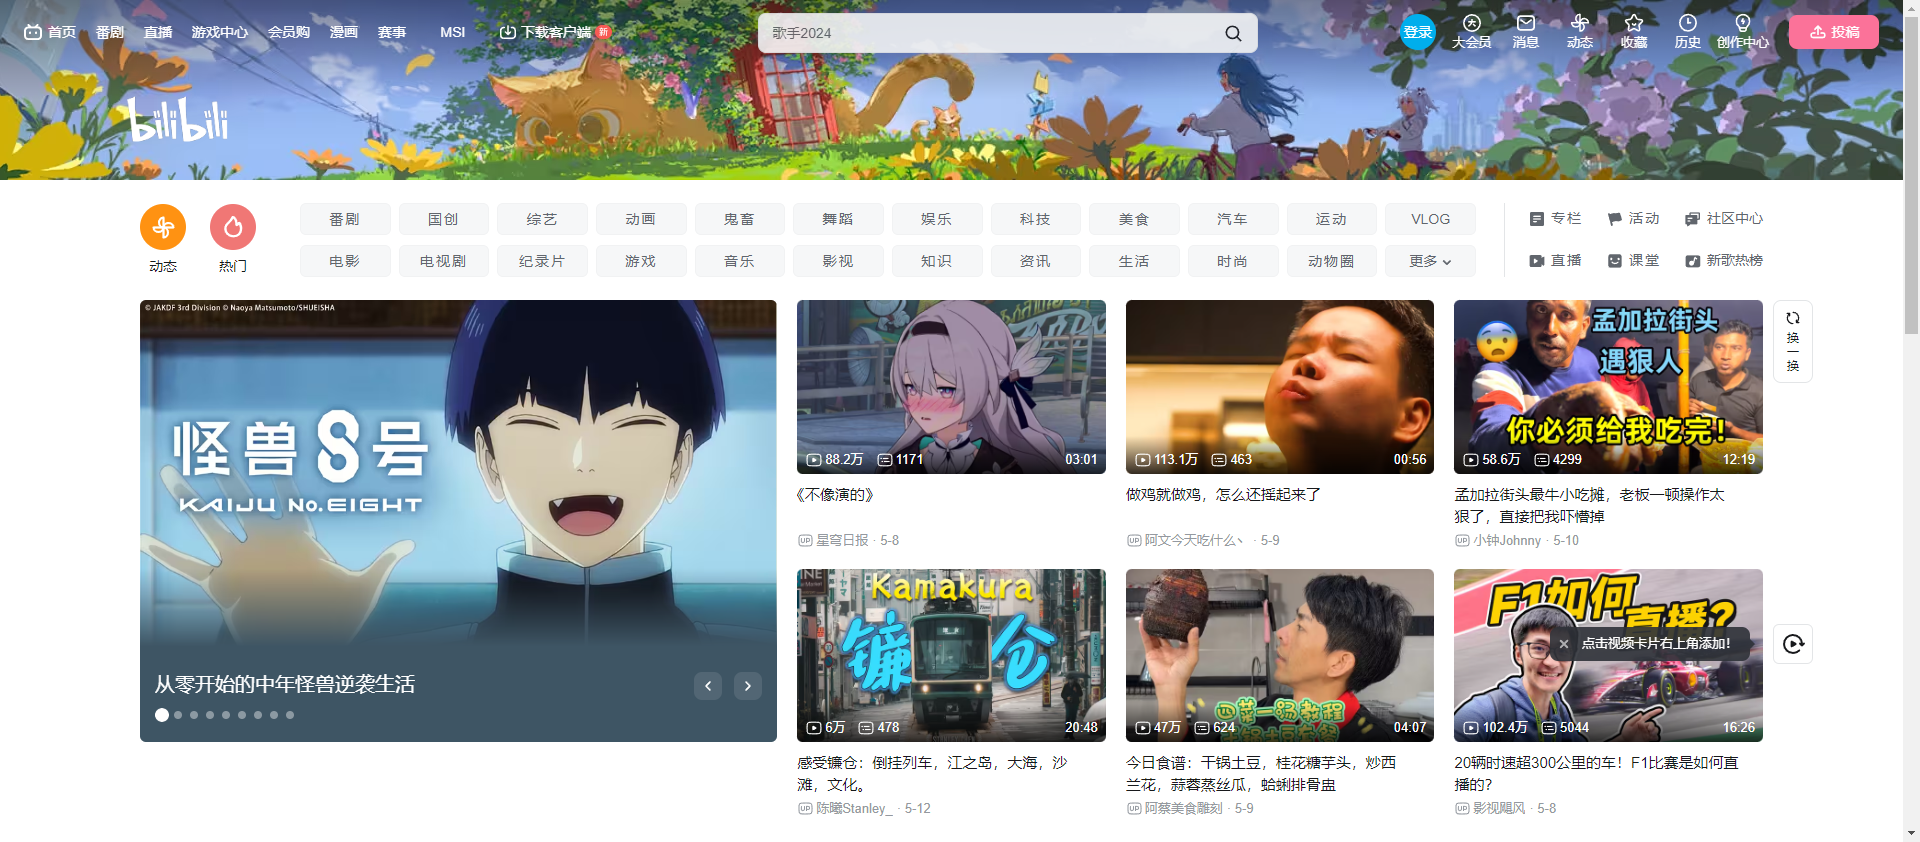 首页 番剧 直播 游戏中心 会员购 漫画 赛事 MSI 下载客户端 新
歌手2024
登录 大会员 消息 动态 收藏 历史 创作中心 投稿
bilibili
动态 热门
番剧 国创 综艺 动画 鬼畜 舞蹈 娱乐 科技 美食 汽车 运动 VLOG
电影 电视剧 纪录片 游戏 音乐 影视 知识 资讯 生活 时尚 动物圈 更多
专栏 活动 社区中心
直播 课堂 新歌热榜
© JAKDF 3rd Division © Naoya Matsumoto/SHUEISHA
怪兽8号
KAIJU No.EIGHT
从零开始的中年怪兽逆袭生活
88.2万 1171 03:01
《不像演的》
UP 星穹日报 · 5-8
113.1万 463 00:56
做鸡就做鸡，怎么还摇起来了
UP 阿文今天吃什么丶 · 5-9
孟加拉街头
遇狠人
你必须给我吃完!
58.6万 4299 12:19
孟加拉街头最牛小吃摊，老板一顿操作太
狠了，直接把我吓懵掉
UP 小钟Johnny · 5-10
换一换
Kamakura
镰仓
6万 478 20:48
感受镰仓：倒挂列车，江之岛，大海，沙
滩，文化。
UP 陈曦Stanley_ · 5-12
四菜一汤教程
47万 624 04:07
今日食谱：干锅土豆，桂花糖芋头，炒西
兰花，蒜蓉蒸丝瓜，蛤蜊排骨盅
UP 阿蔡美食雕刻 · 5-9
F1如何
直播?
点击视频卡片右上角添加！
102.4万 5044 16:26
20辆时速超300公里的车！F1比赛是如何直
播的？
UP 影视飓风 · 5-8